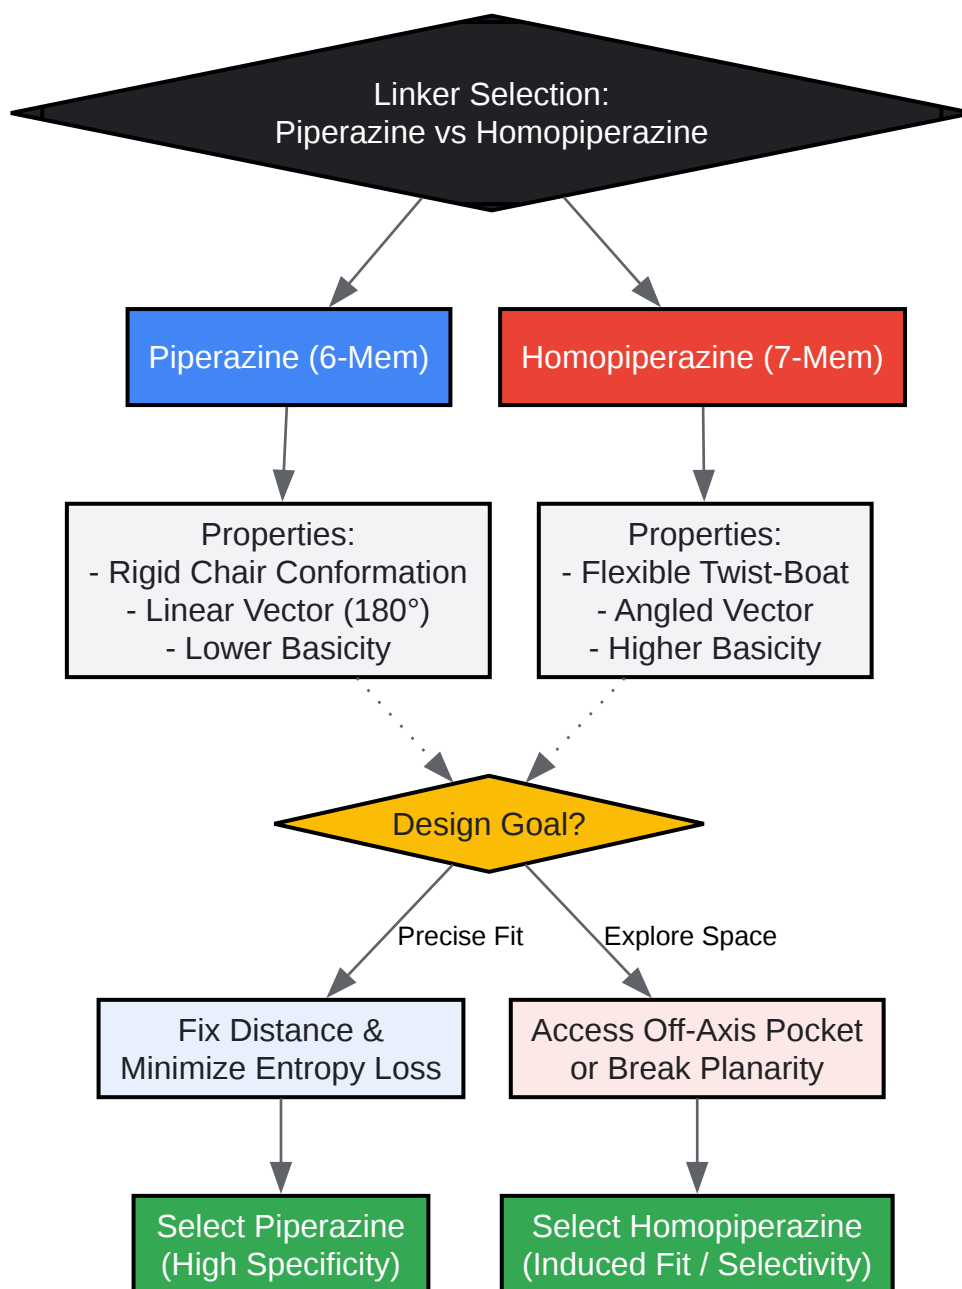 Linker Selection:
Piperazine vs Homopiperazine
Piperazine (6-Mem)
Homopiperazine (7-Mem)
Properties:
- Rigid Chair Conformation
- Linear Vector (180°)
- Lower Basicity
Properties:
- Flexible Twist-Boat
- Angled Vector
- Higher Basicity
Design Goal?
Precise Fit
Explore Space
Fix Distance &
Minimize Entropy Loss
Access Off-Axis Pocket
or Break Planarity
Select Piperazine
(High Specificity)
Select Homopiperazine
(Induced Fit / Selectivity)